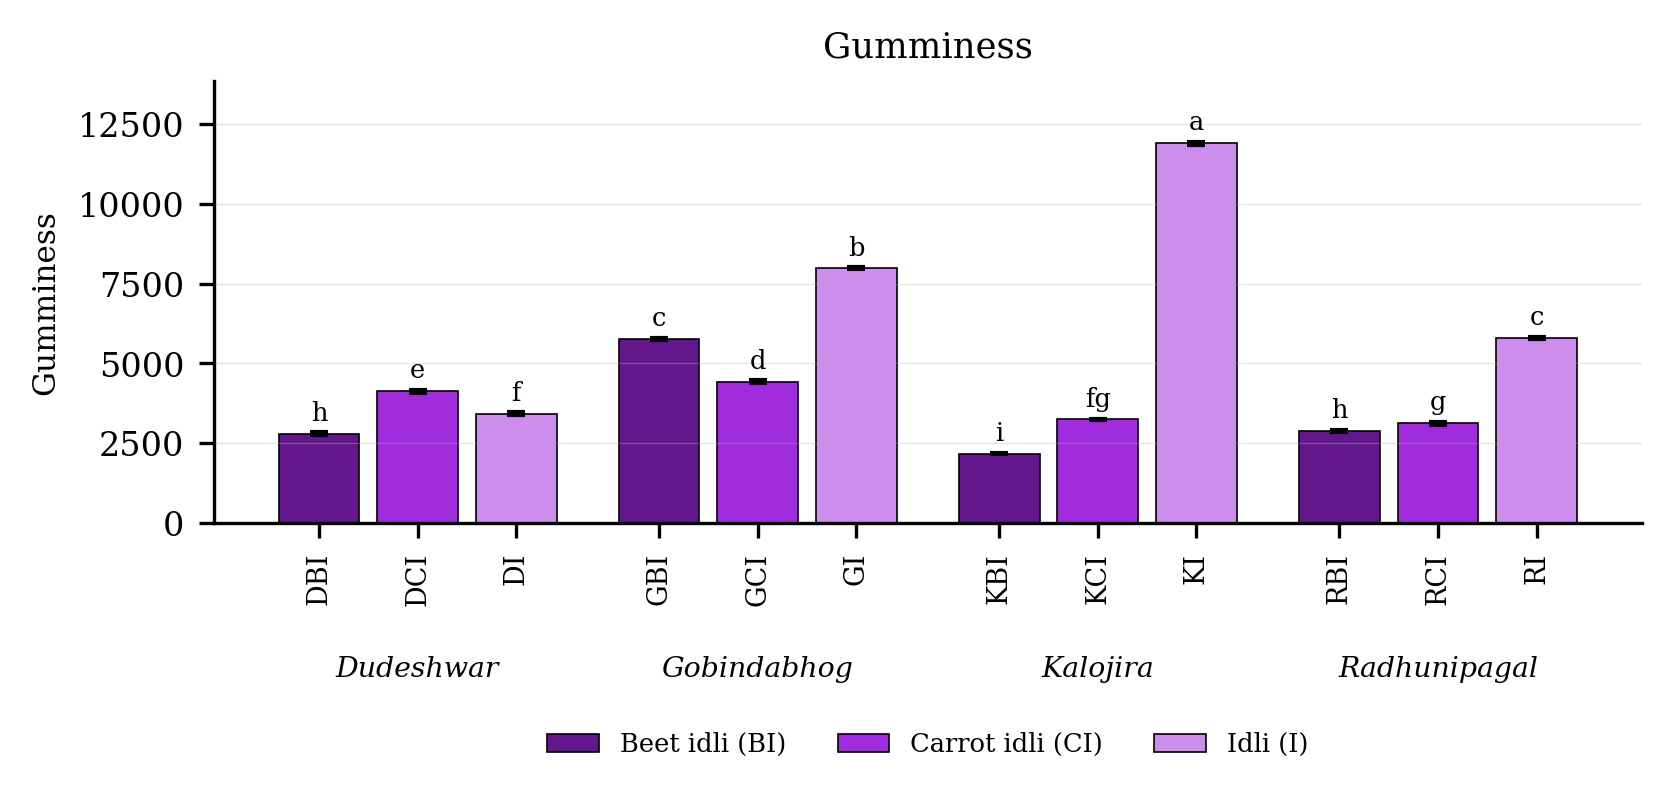 Gumminess
Gumminess
12500
10000
7500
5000
2500
0
a
b
c
c
d
e
f
fg
g
h
h
i
DBI DCI DI GBI GCI GI KBI KCI KI RBI RCI RI
Dudeshwar Gobindabhog Kalojira Radhunipagal
Beet idli (BI) Carrot idli (CI) Idli (I)